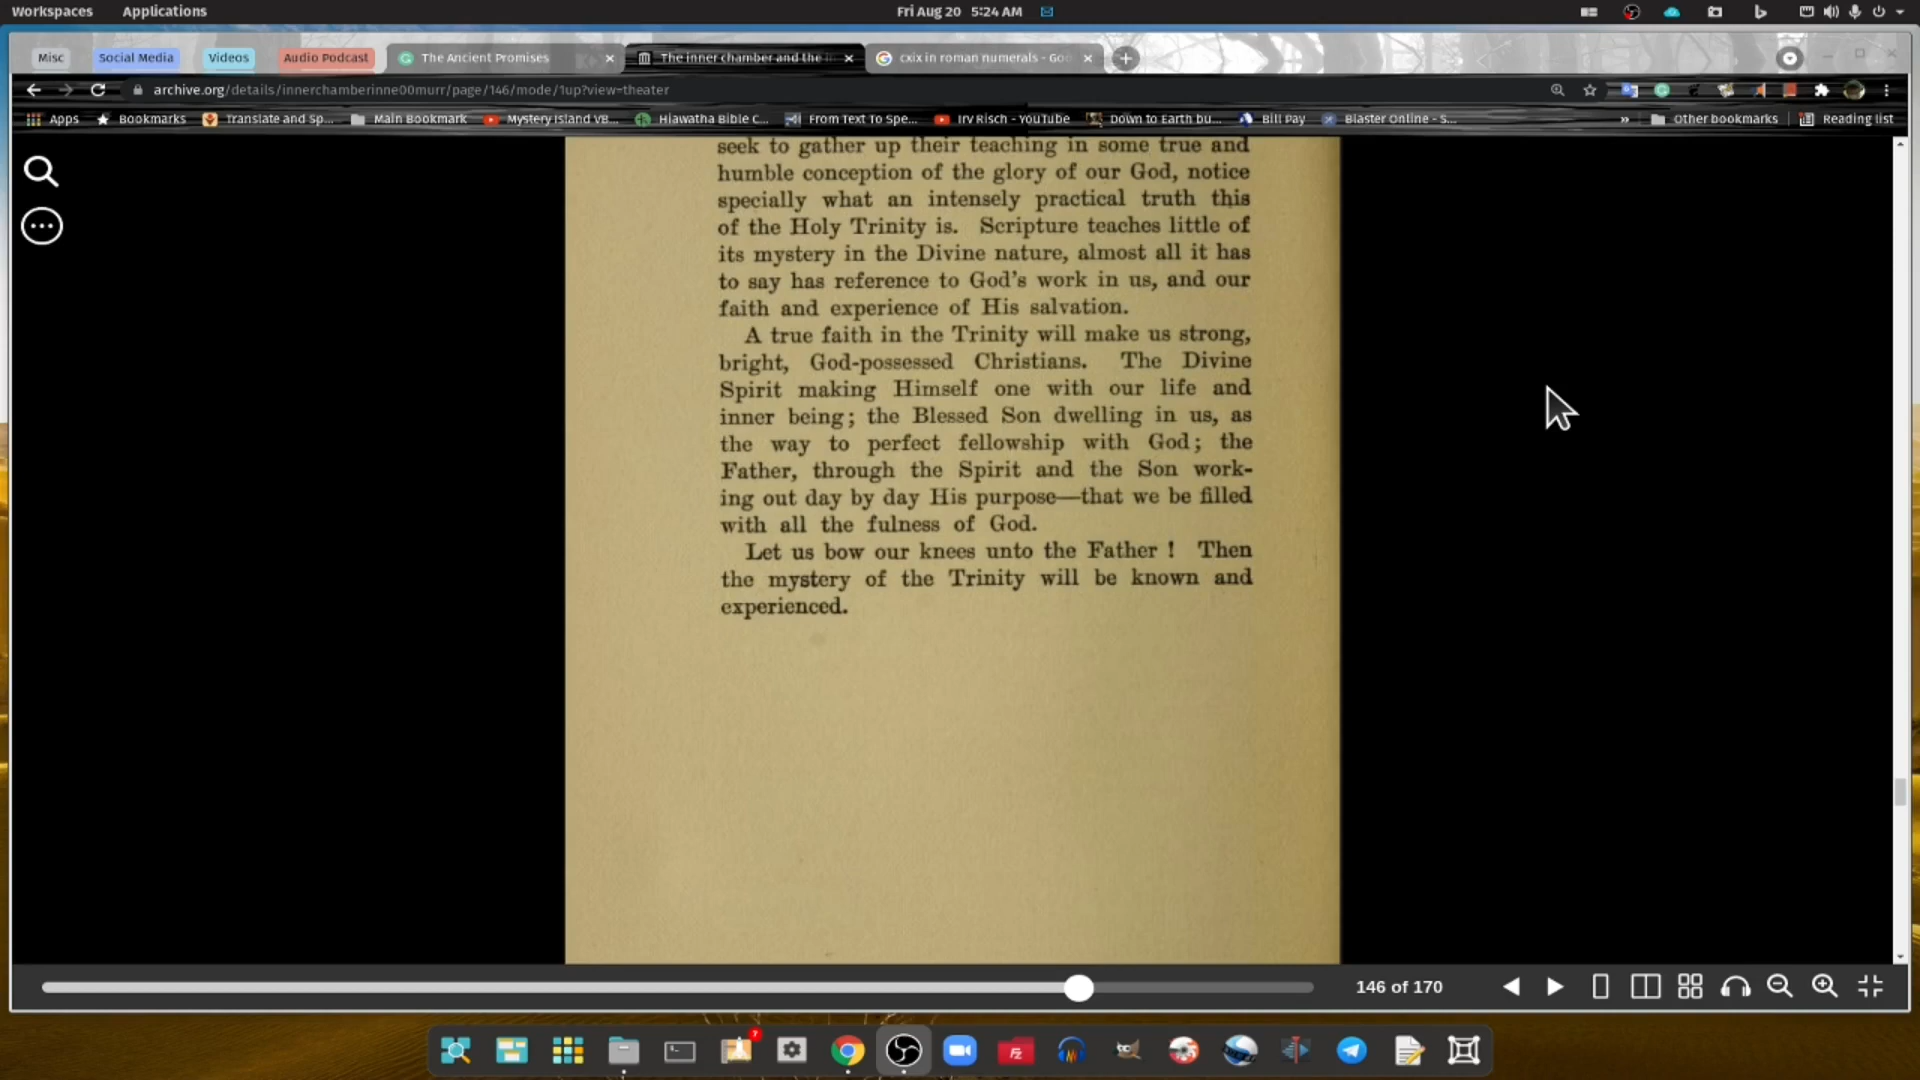 Workspaces Applications Fri Aug 20 5:24 AM
Misc Social Media Videos Audio Podcast The Ancient Promises The inner chamber and the cxix in roman numerals - Goo
archive.org/details/innerchamberinne00murr/page/146/mode/1up?view=theater
Apps Bookmarks Translate and Sp... Main Bookmark Mystery Island VB... Hiawatha Bible C... From Text To Spe... Irv Risch - YouTube Down to Earth bu... Bill Pay Blaster Online - S... » Other bookmarks Reading list
seek to gather up their teaching in some true and
humble conception of the glory of our God, notice
specially what an intensely practical truth this
of the Holy Trinity is. Scripture teaches little of
its mystery in the Divine nature, almost all it has
to say has reference to God's work in us, and our
faith and experience of His salvation.
A true faith in the Trinity will make us strong,
bright, God-possessed Christians. The Divine
Spirit making Himself one with our life and
inner being; the Blessed Son dwelling in us, as
the way to perfect fellowship with God; the
Father, through the Spirit and the Son work-
ing out day by day His purpose—that we be filled
with all the fulness of God.
Let us bow our knees unto the Father ! Then
the mystery of the Trinity will be known and
experienced.
146 of 170
7
Fz